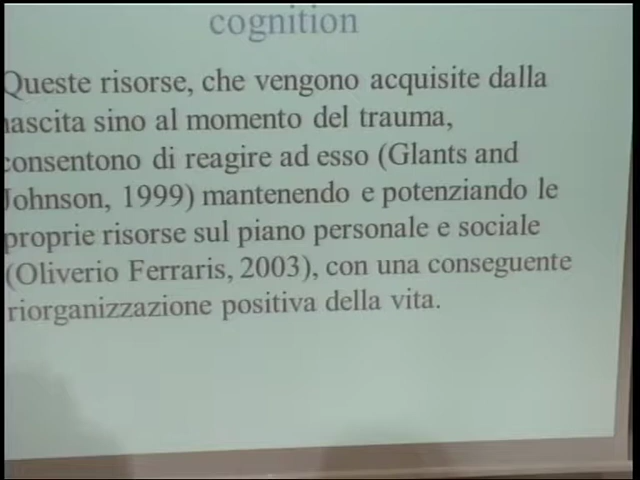 cognition
Queste risorse, che vengono acquisite dalla
nascita sino al momento del trauma,
consentono di reagire ad esso (Glants and
Johnson, 1999) mantenendo e potenziando le
proprie risorse sul piano personale e sociale
(Oliverio Ferraris, 2003), con una conseguente
riorganizzazione positiva della vita.